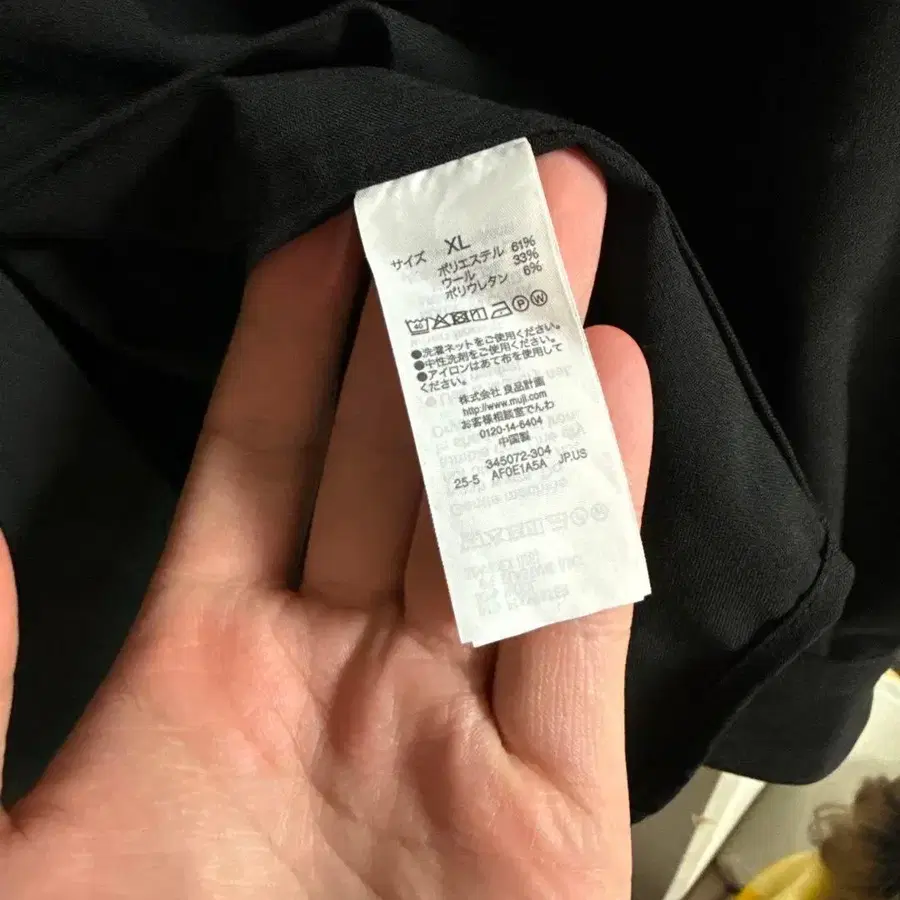 サイズ XL
ポリエステル 61%
ウール 33%
ポリウレタン 6%
40 P W
●洗濯ネットをご使用ください。
●中性洗剤をご使用ください。
●アイロンはあて布を使用して
ください。
株式会社 良品計画
http://www.muji.com
お客様相談室でんわ
0120-14-6404
中国製
345072-304
25-5 AF0E1A5A JP.US